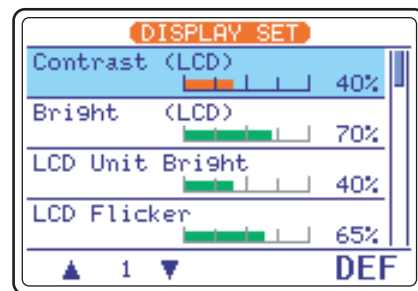 DISPLAY SET
Contrast (LCD)
40%
Bright (LCD)
70%
LCD Unit Bright
40%
LCD Flicker
65%
▲ 1 ▼ DEF